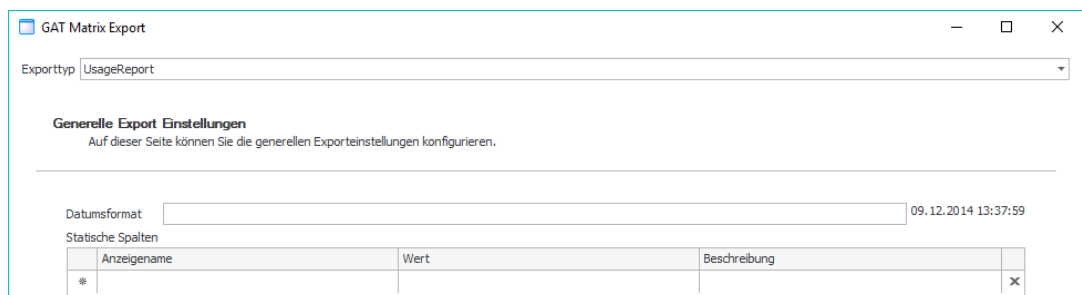 GAT Matrix Export
Exporttyp UsageReport
Generelle Export Einstellungen
Auf dieser Seite können Sie die generellen Exporteinstellungen konfigurieren.
Datumsformat 09.12.2014 13:37:59
Statische Spalten
Anzeigename Wert Beschreibung